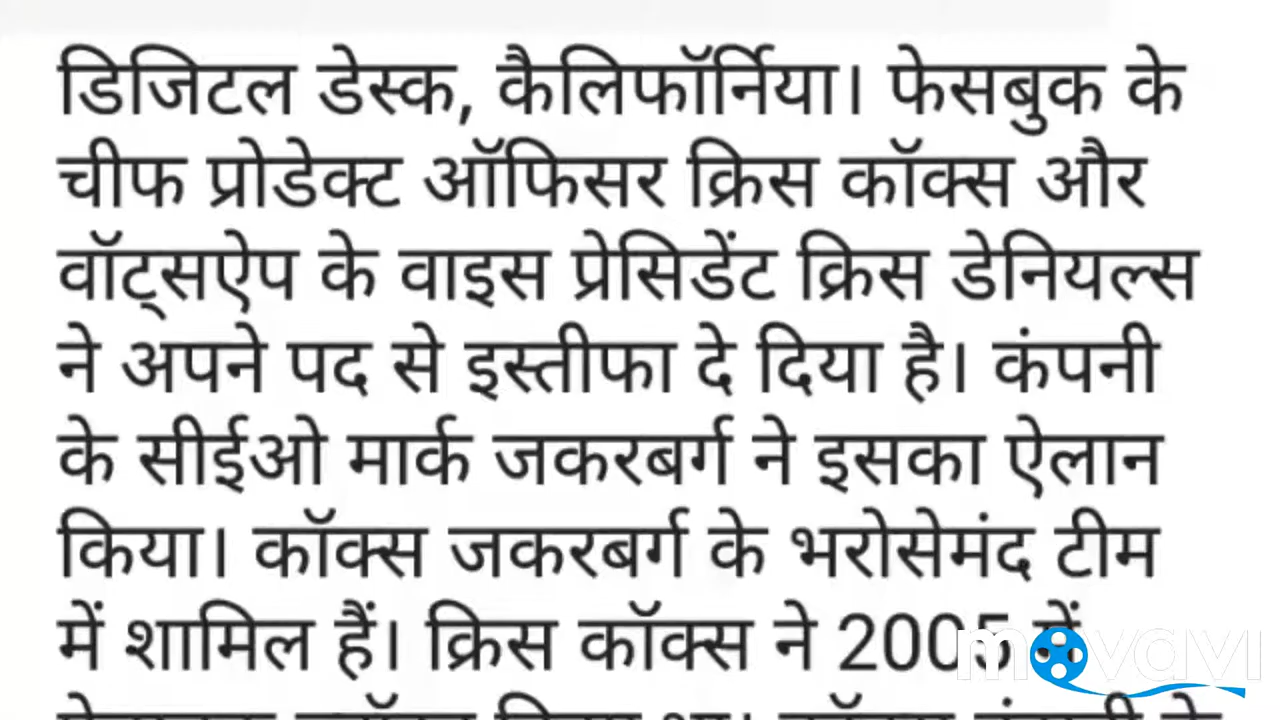 डिजिटल डेस्क, कैलिफॉर्निया। फेसबुक के
चीफ प्रोडेक्ट ऑफिसर क्रिस कॉक्स और
वॉट्सऐप के वाइस प्रेसिडेंट क्रिस डेनियल्स
ने अपने पद से इस्तीफा दे दिया है। कंपनी
के सीईओ मार्क जकरबर्ग ने इसका ऐलान
किया। कॉक्स जकरबर्ग के भरोसेमंद टीम
में शामिल हैं। क्रिस कॉक्स ने 2005 में
movavi